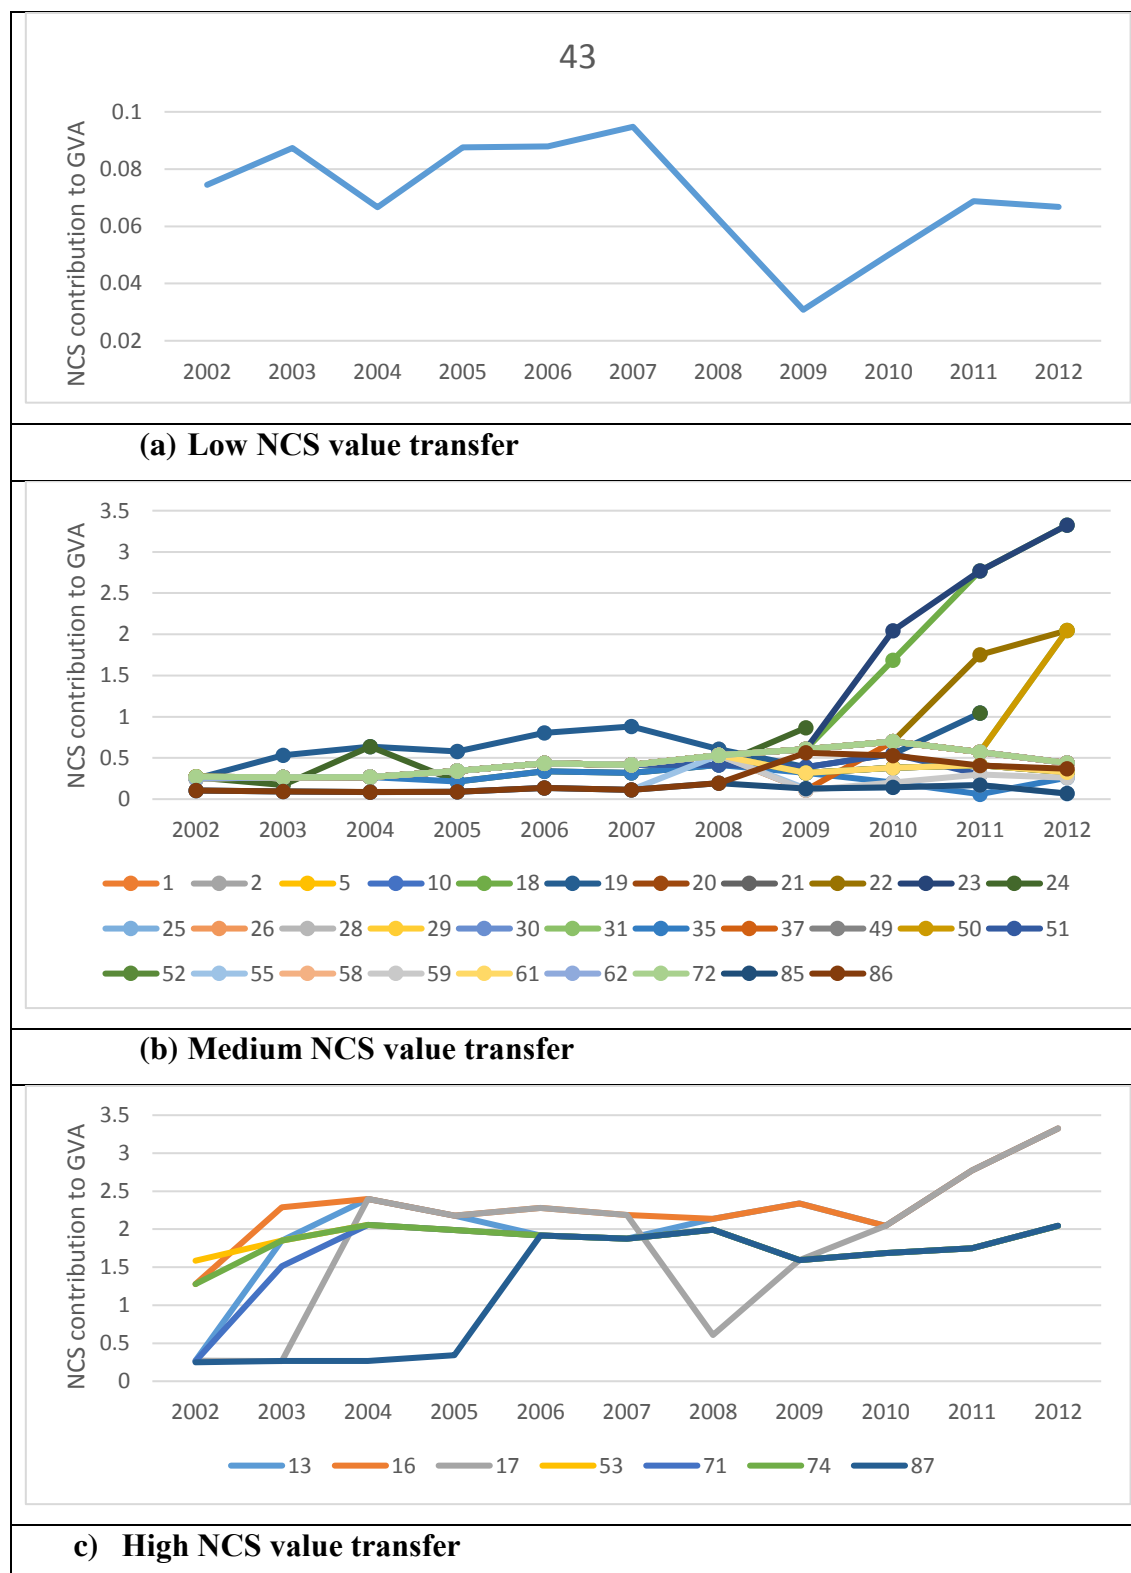 43
NCS contribution to GVA
0.1
0.08
0.06
0.04
0.02
2002 2003 2004 2005 2006 2007 2008 2009 2010 2011 2012
(a) Low NCS value transfer
NCS contribution to GVA
3.5
3
2.5
2
1.5
1
0.5
0
2002 2003 2004 2005 2006 2007 2008 2009 2010 2011 2012
1 2 5 10 18 19 20 21 22 23 24
25 26 28 29 30 31 35 37 49 50 51
52 55 58 59 61 62 72 85 86
(b) Medium NCS value transfer
NCS contribution to GVA
3.5
3
2.5
2
1.5
1
0.5
0
2002 2003 2004 2005 2006 2007 2008 2009 2010 2011 2012
13 16 17 53 71 74 87
c) High NCS value transfer